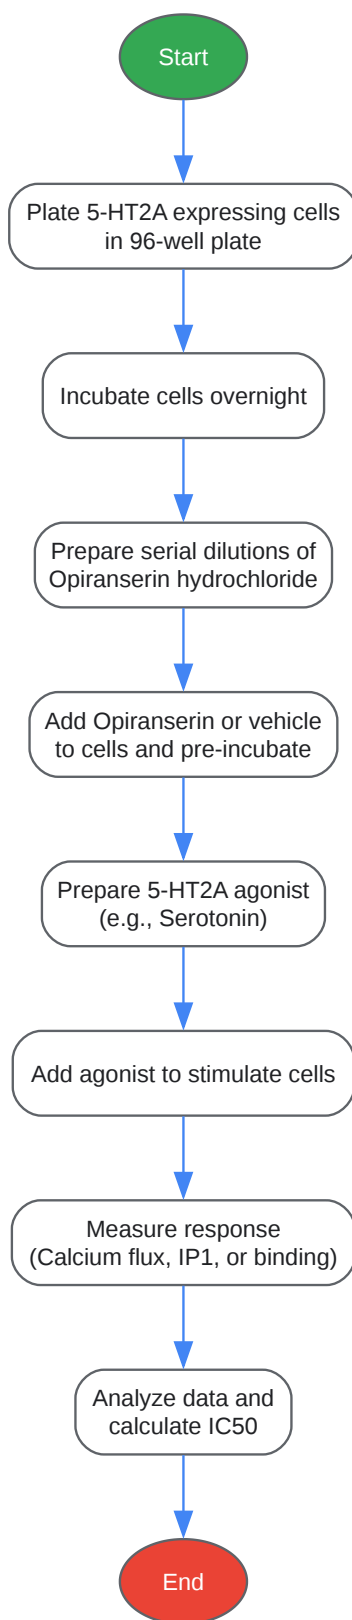 Start
Plate 5-HT2A expressing cells
in 96-well plate
Incubate cells overnight
Prepare serial dilutions of
Opiranserin hydrochloride
Add Opiranserin or vehicle
to cells and pre-incubate
Prepare 5-HT2A agonist
(e.g., Serotonin)
Add agonist to stimulate cells
Measure response
(Calcium flux, IP1, or binding)
Analyze data and
calculate IC50
End